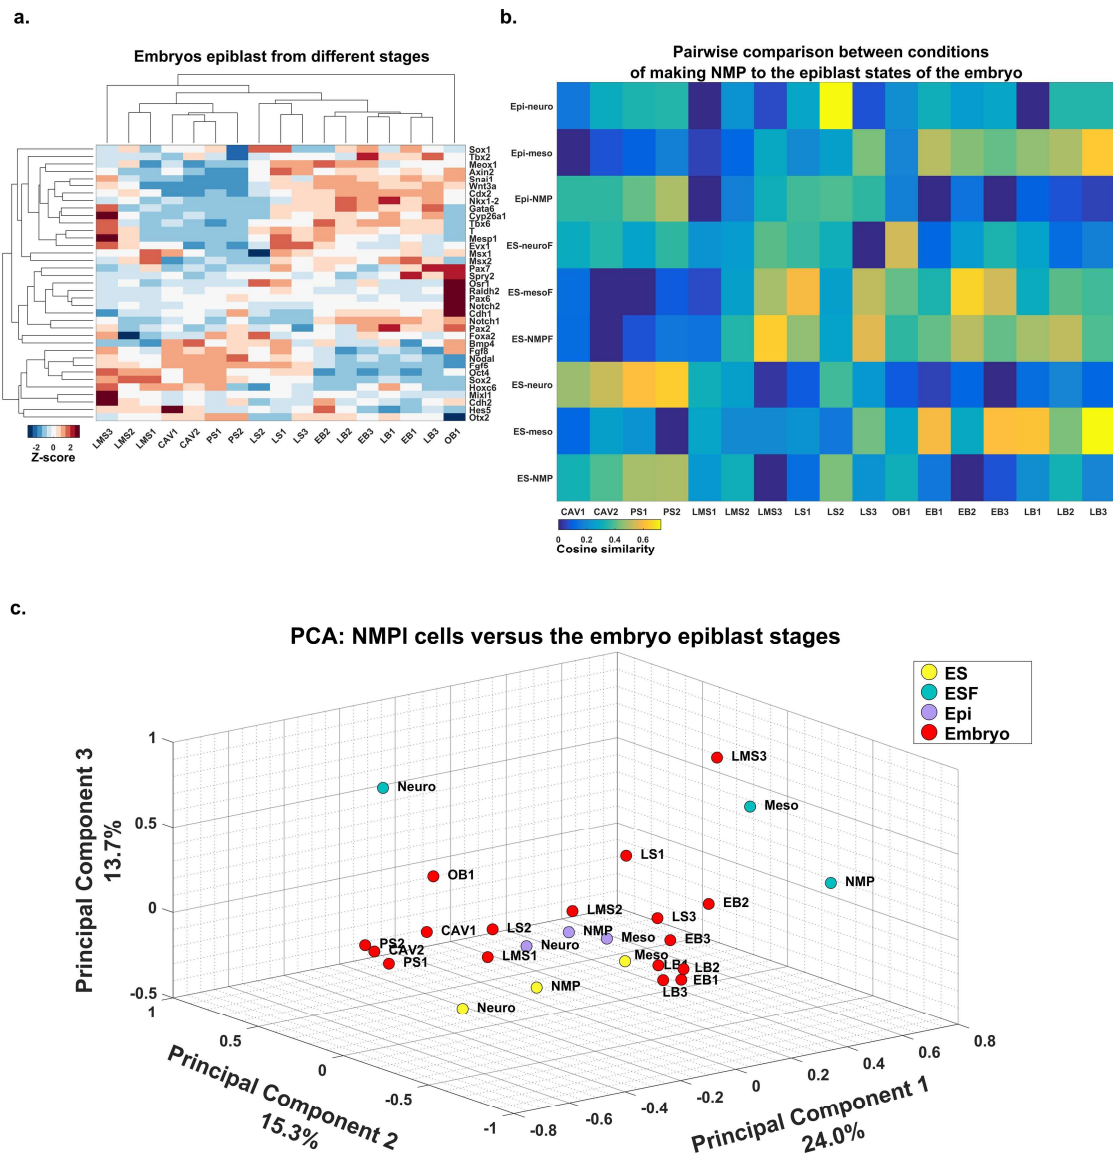 a.
Embryos epiblast from different stages
Sox1
Tbx2
Meox1
Axin2
Snai1
Wnt3a
Cdx2
Nkx1-2
Gata6
Cyp26a1
Tbx6
T
Mesp1
Evx1
Msx1
Msx2
Pax7
Spry2
Osr1
Raldh2
Pax6
Notch2
Cdh1
Notch1
Pax2
Foxa2
Bmp4
Fgf8
Nodal
Fgf5
Oct4
Sox2
Hoxc6
Mixl1
Cdh2
Hes5
Otx2
LMS3 LMS2 LMS1 CAV1 CAV2 PS1 PS2 LS2 LS1 LS3 EB2 LB2 EB3 LB1 EB1 LB3 OB1
-2 0 2
Z-score
b.
Pairwise comparison between conditions
of making NMP to the epiblast states of the embryo
Epi-neuro
Epi-meso
Epi-NMP
ES-neuroF
ES-mesoF
ES-NMPF
ES-neuro
ES-meso
ES-NMP
CAV1 CAV2 PS1 PS2 LMS1 LMS2 LMS3 LS1 LS2 LS3 OB1 EB1 EB2 EB3 LB1 LB2 LB3
0 0.2 0.4 0.6
Cosine similarity
c.
PCA: NMPI cells versus the embryo epiblast stages
ES
ESF
Epi
Embryo
Principal Component 3
13.7%
1
0.5
0
-0.5
Neuro
LMS3
Meso
LS1
NMP
OB1
EB2
LMS2
LS3
CAV1
LS2
NMP
Meso
EB3
PS2
CAV2
Neuro
PS1
LMS1
Meso
LB1
LB2
EB1
LB3
NMP
Neuro
1
0.5
0
-0.5
-1
Principal Component 2
15.3%
-0.8
-0.6
-0.4
-0.2
0
0.2
0.4
0.6
0.8
Principal Component 1
24.0%